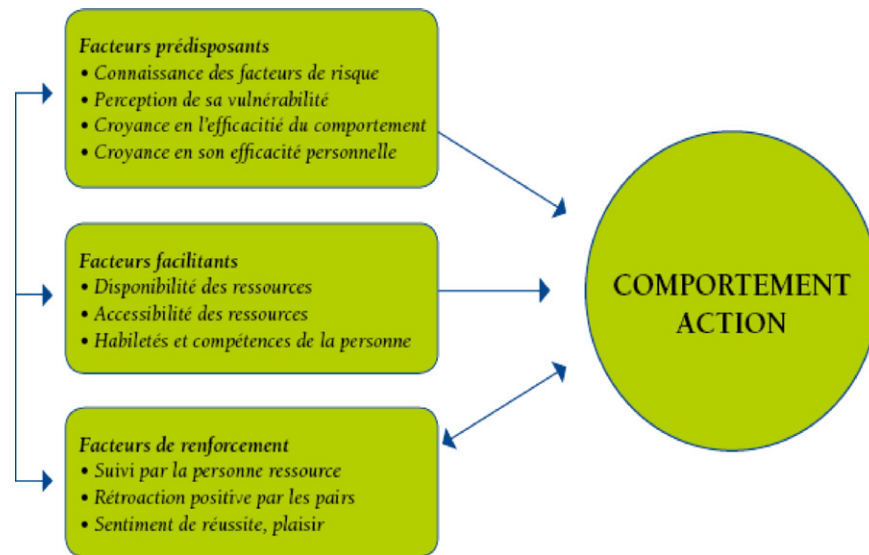 Facteurs prédisposants
• Connaissance des facteurs de risque
• Perception de sa vulnérabilité
• Croyance en l'efficacitié du comportement
• Croyance en son efficacité personnelle
Facteurs facilitants
• Disponibilité des ressources
• Accessibilité des ressources
• Habiletés et compétences de la personne
Facteurs de renforcement
• Suivi par la personne ressource
• Rétroaction positive par les pairs
• Sentiment de réussite, plaisir
COMPORTEMENT
ACTION